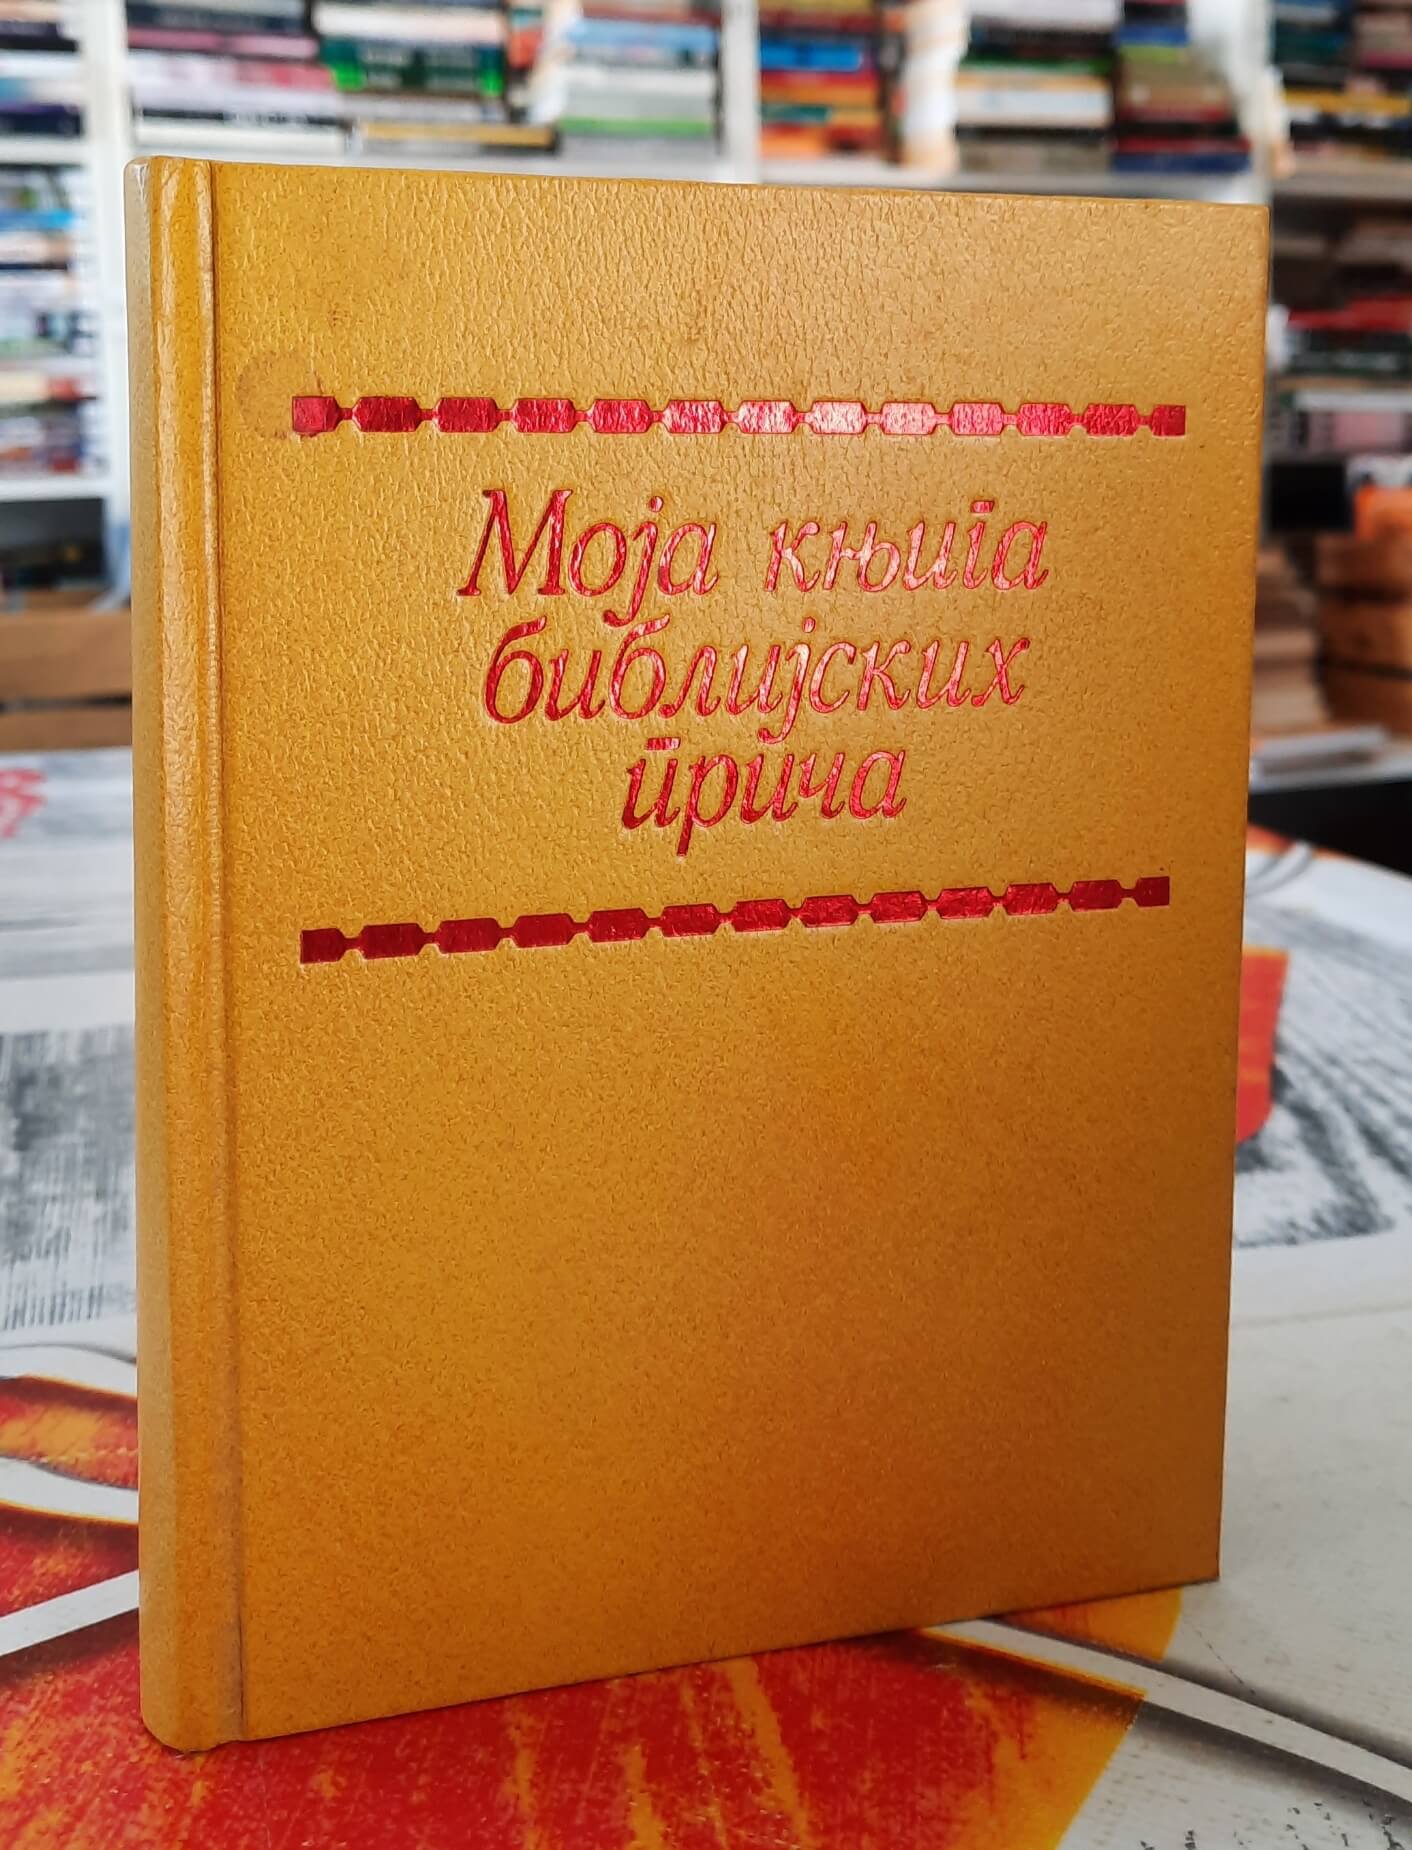 Моја књига
библијских
прича